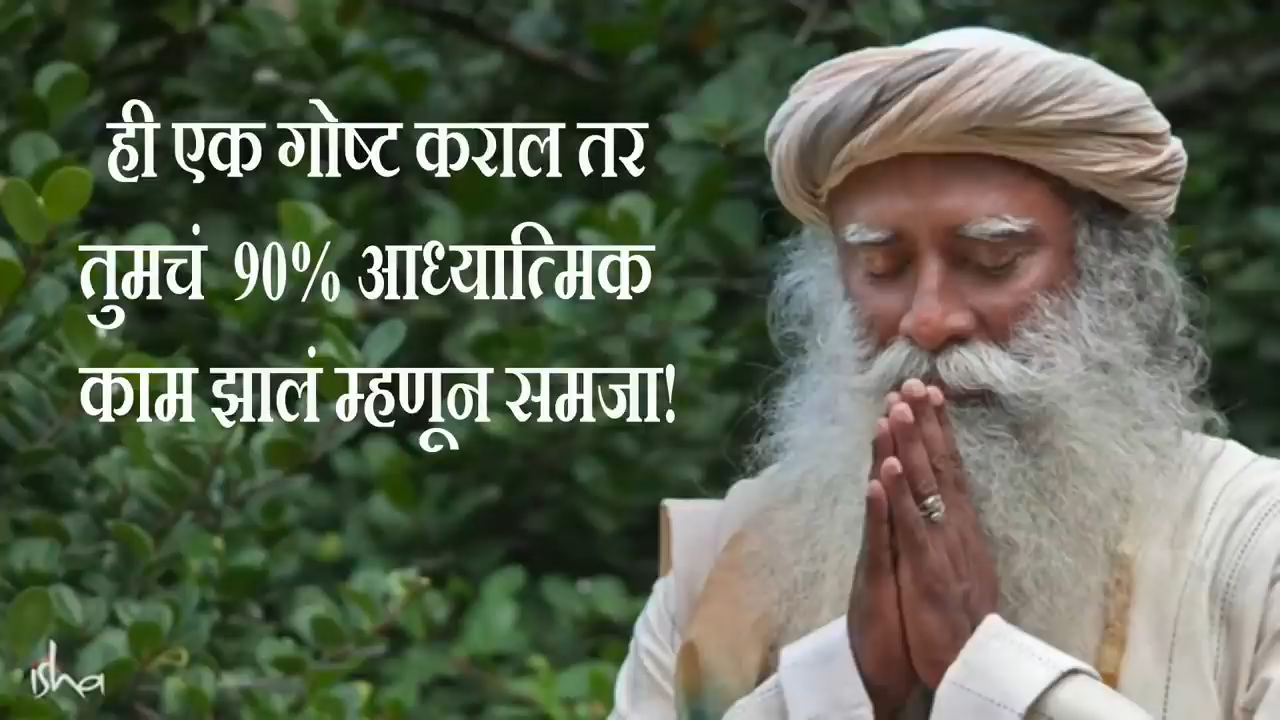 ही एक गोष्ट कराल तर
तुमचं 90% आध्यात्मिक
काम झालं म्हणून समजा!
isha